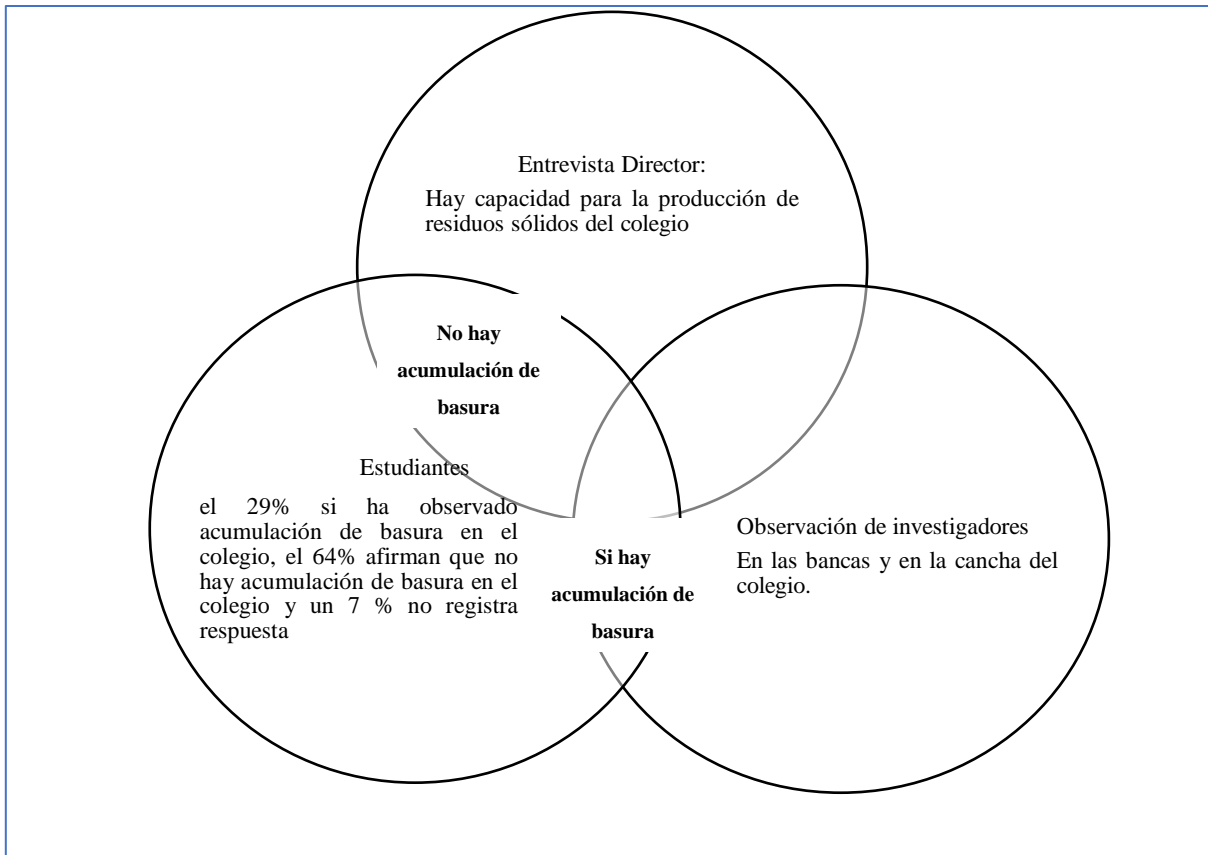 Entrevista Director:
Hay capacidad para la producción de
residuos sólidos del colegio
No hay
acumulación de
basura
Estudiantes
el 29% si ha observado
acumulación de basura en el
colegio, el 64% afirman que no
hay acumulación de basura en el
colegio y un 7 % no registra
respuesta
Si hay
acumulación de
basura
Observación de investigadores
En las bancas y en la cancha del
colegio.